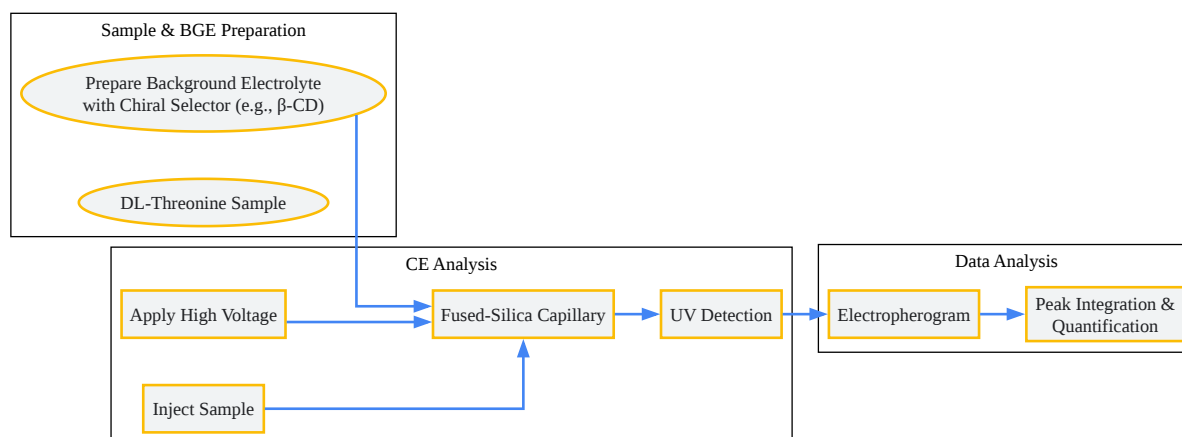 Sample & BGE Preparation
Prepare Background Electrolyte
with Chiral Selector (e.g., β-CD)
DL-Threonine Sample
CE Analysis
Apply High Voltage
Fused-Silica Capillary
UV Detection
Inject Sample
Data Analysis
Electropherogram
Peak Integration &
Quantification